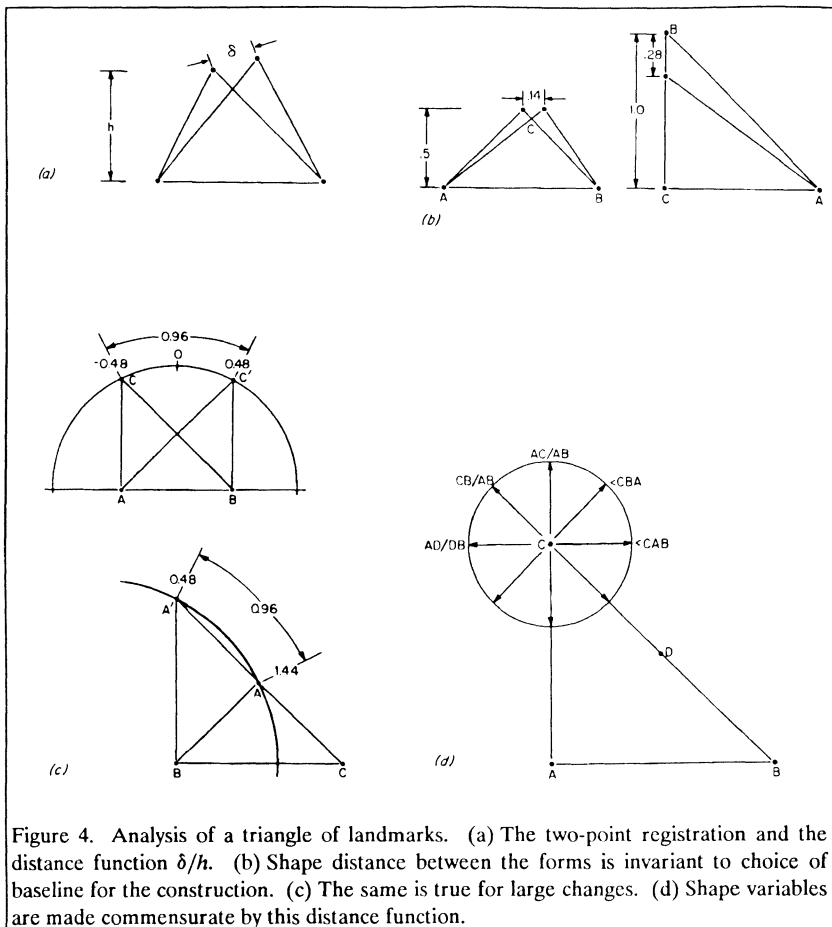 δ
h
(a)
.14
.5
C
A
B
(b)
B
.28
1.0
C
A
0.96
-0.48
0
0.48
C
C'
A
B
0.48
A'
0.96
1.44
A
B
C
(c)
AC/AB
CB/AB
<CBA
AD/DB
C
<CAB
D
A
B
(d)
Figure 4. Analysis of a triangle of landmarks. (a) The two-point registration and the
distance function δ/h. (b) Shape distance between the forms is invariant to choice of
baseline for the construction. (c) The same is true for large changes. (d) Shape variables
are made commensurate by this distance function.